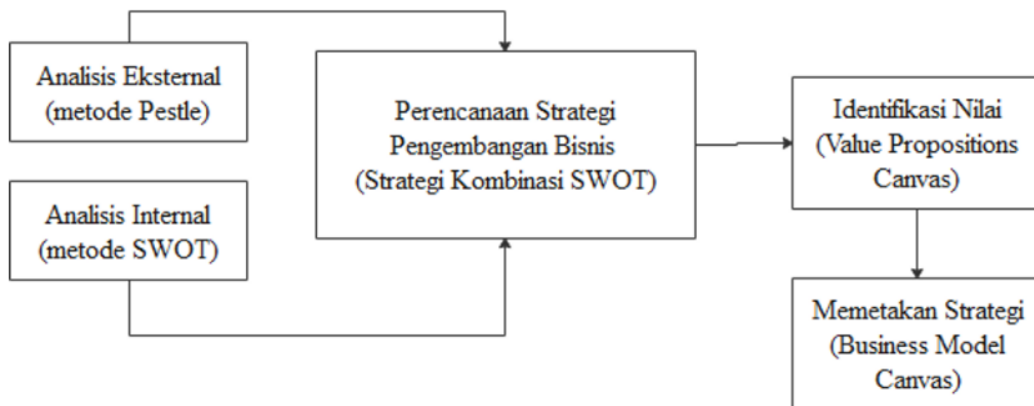 Analisis Eksternal
(metode Pestle)
Analisis Internal
(metode SWOT)
Perencanaan Strategi
Pengembangan Bisnis
(Strategi Kombinasi SWOT)
Identifikasi Nilai
(Value Propositions
Canvas)
Memetakan Strategi
(Business Model
Canvas)